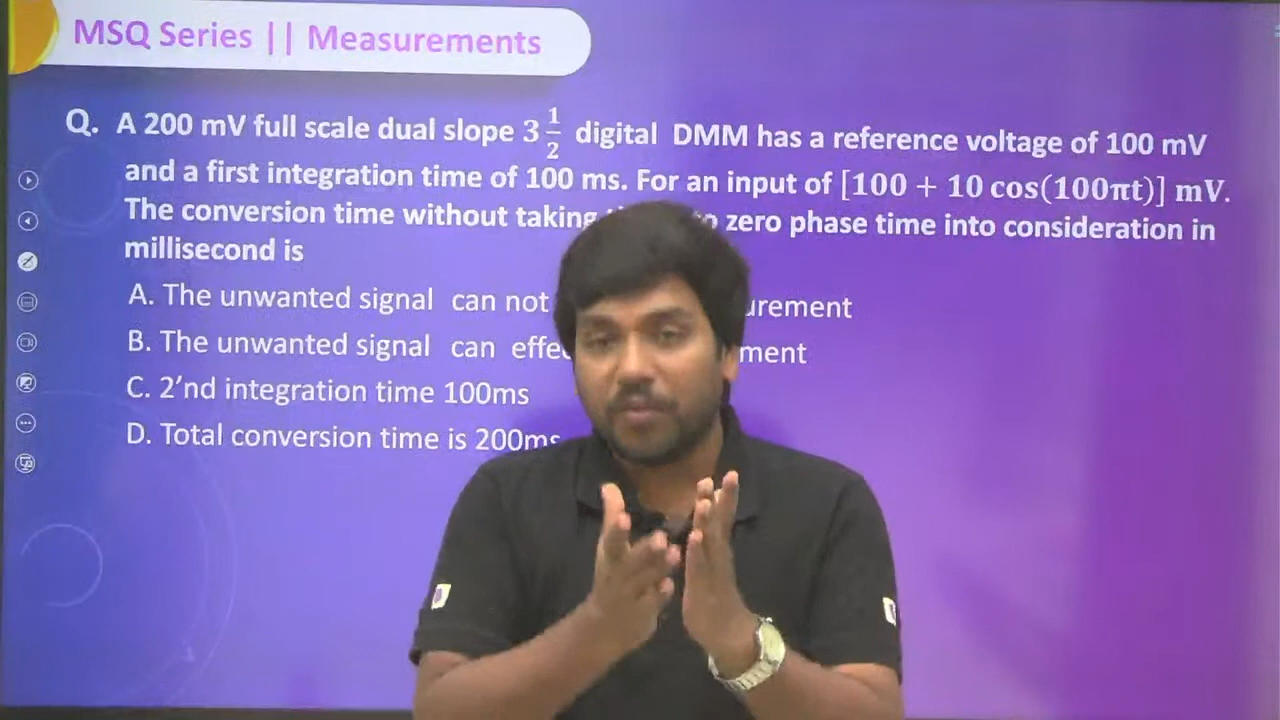 MSQ Series || Measurements
Q. A 200 mV full scale dual slope 3 1/2 digital DMM has a reference voltage of 100 mV
and a first integration time of 100 ms. For an input of [100 + 10 cos(100πt)] mV.
The conversion time without taking zero phase time into consideration in
millisecond is
A. The unwanted signal can not
B. The unwanted signal can
C. 2'nd integration time 100ms
D. Total conversion time is 200ms